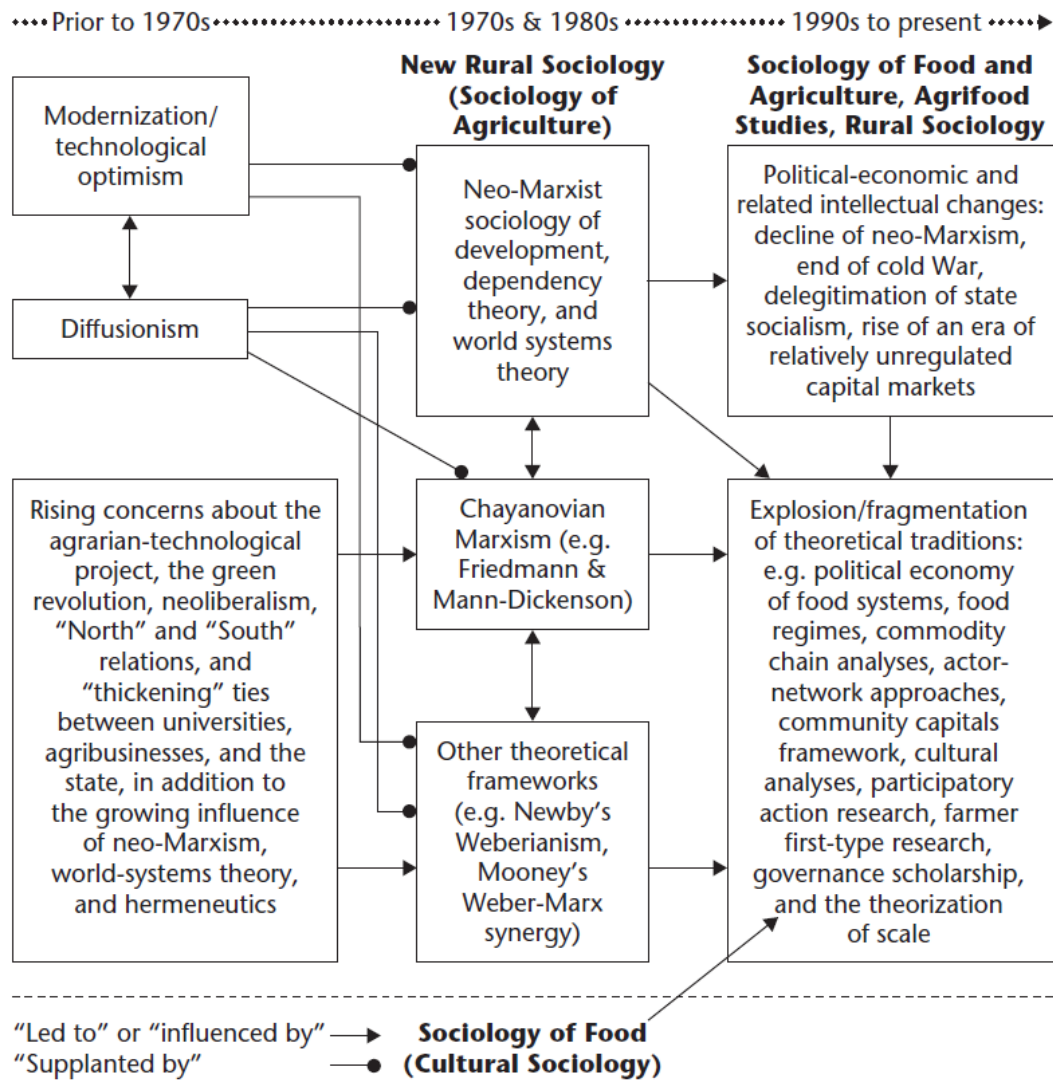 Prior to 1970s
1970s & 1980s
1990s to present
New Rural Sociology
(Sociology of
Agriculture)
Sociology of Food and
Agriculture, Agrifood
Studies, Rural Sociology
Modernization/
technological
optimism
Diffusionism
Rising concerns about the
agrarian-technological
project, the green
revolution, neoliberalism,
“North” and “South”
relations, and
“thickening” ties
between universities,
agribusinesses, and the
state, in addition to
the growing influence
of neo-Marxism,
world-systems theory,
and hermeneutics
Neo-Marxist
sociology of
development,
dependency
theory, and
world systems
theory
Chayanovian
Marxism (e.g.
Friedmann &
Mann-Dickenson)
Other theoretical
frameworks
(e.g. Newby’s
Weberianism,
Mooney’s
Weber-Marx
synergy)
Political-economic and
related intellectual changes:
decline of neo-Marxism,
end of cold War,
delegitimation of state
socialism, rise of an era of
relatively unregulated
capital markets
Explosion/fragmentation
of theoretical traditions:
e.g. political economy
of food systems, food
regimes, commodity
chain analyses, actor-
network approaches,
community capitals
framework, cultural
analyses, participatory
action research, farmer
first-type research,
governance scholarship,
and the theorization
of scale
“Led to” or “influenced by”
“Supplanted by”
Sociology of Food
(Cultural Sociology)